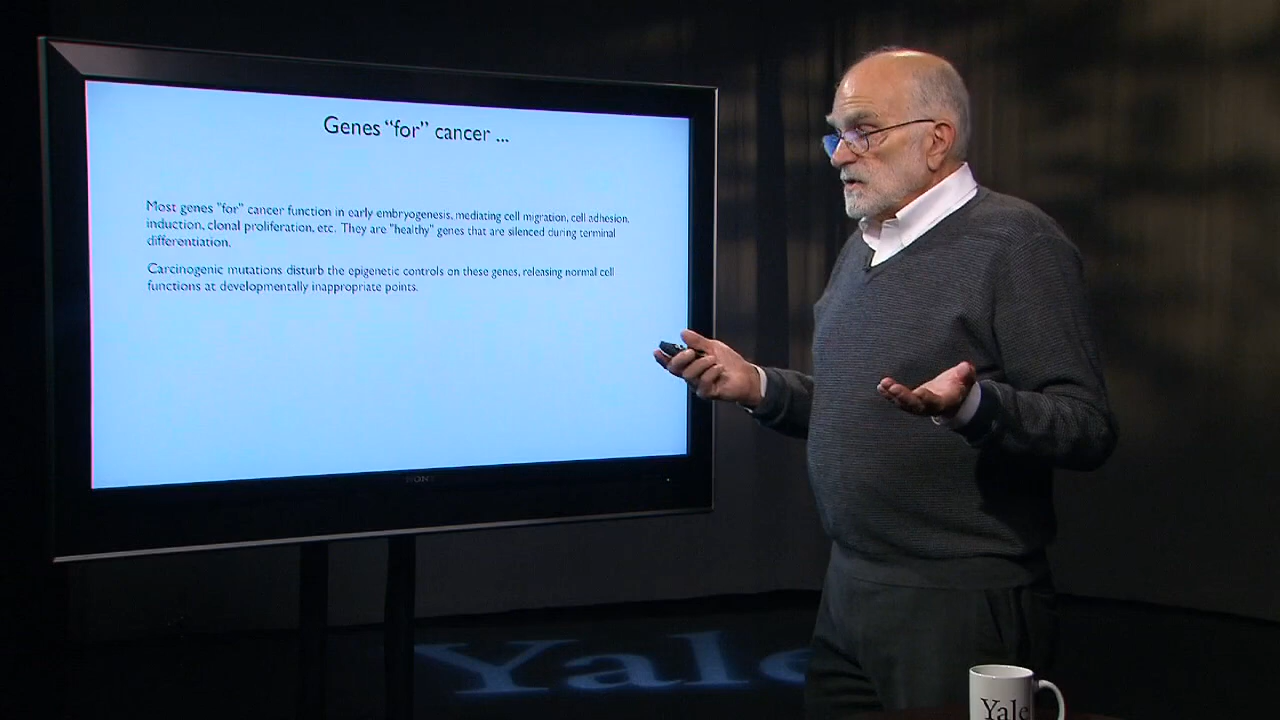 Genes “for” cancer ...
Most genes "for" cancer function in early embryogenesis, mediating cell migration, cell adhesion,
induction, clonal proliferation, etc. They are "healthy" genes that are silenced during terminal
differentiation.
Carcinogenic mutations disturb the epigenetic controls on these genes, releasing normal cell
functions at developmentally inappropriate points.
SONY
Yale
Yale